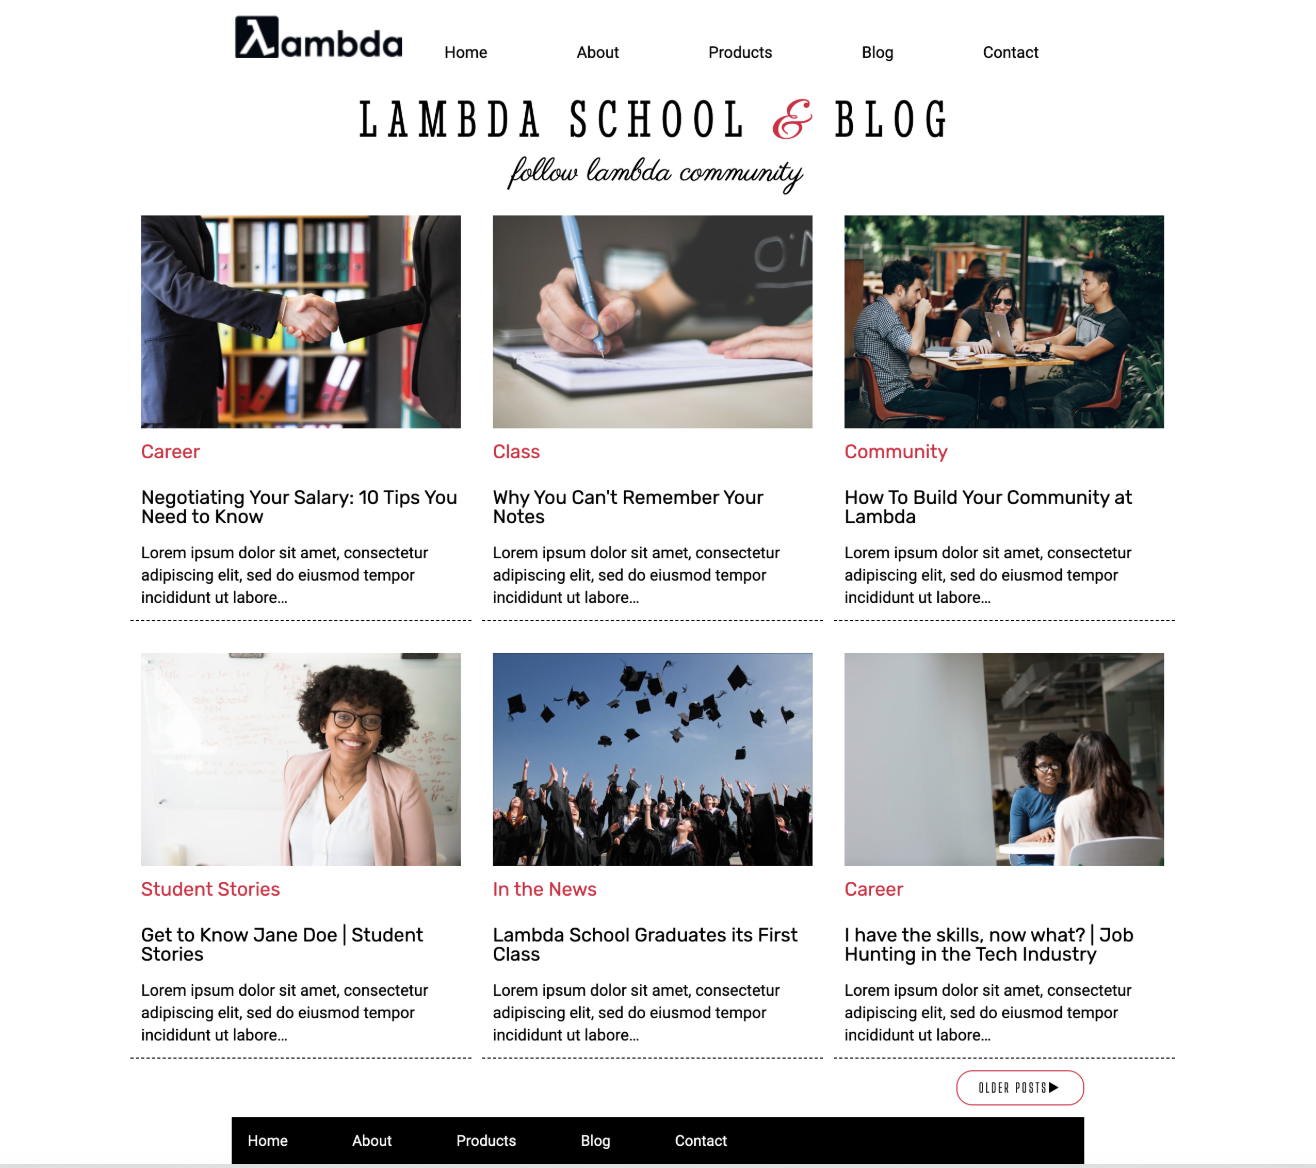 λambda
Home About Products Blog Contact
LAMBDA SCHOOL & BLOG
follow lambda community
Career
Negotiating Your Salary: 10 Tips You
Need to Know
Lorem ipsum dolor sit amet, consectetur
adipiscing elit, sed do eiusmod tempor
incididunt ut labore...
Class
Why You Can't Remember Your
Notes
Lorem ipsum dolor sit amet, consectetur
adipiscing elit, sed do eiusmod tempor
incididunt ut labore...
Community
How To Build Your Community at
Lambda
Lorem ipsum dolor sit amet, consectetur
adipiscing elit, sed do eiusmod tempor
incididunt ut labore...
Student Stories
Get to Know Jane Doe | Student
Stories
Lorem ipsum dolor sit amet, consectetur
adipiscing elit, sed do eiusmod tempor
incididunt ut labore...
In the News
Lambda School Graduates its First
Class
Lorem ipsum dolor sit amet, consectetur
adipiscing elit, sed do eiusmod tempor
incididunt ut labore...
Career
I have the skills, now what? | Job
Hunting in the Tech Industry
Lorem ipsum dolor sit amet, consectetur
adipiscing elit, sed do eiusmod tempor
incididunt ut labore...
OLDER POSTS
Home About Products Blog Contact